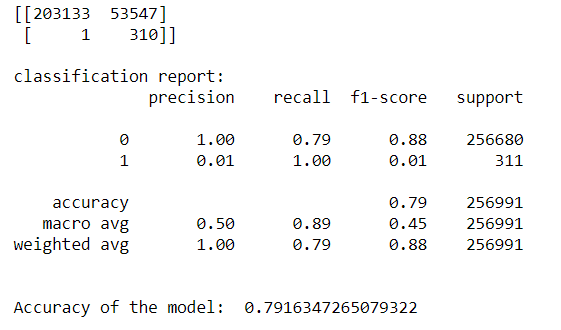 [[203133  53547]
 [     1    310]]
classification report:
              precision    recall  f1-score   support
           0       1.00      0.79      0.88    256680
           1       0.01      1.00      0.01       311
    accuracy                           0.79    256991
   macro avg       0.50      0.89      0.45    256991
weighted avg       1.00      0.79      0.88    256991
Accuracy of the model:  0.7916347265079322